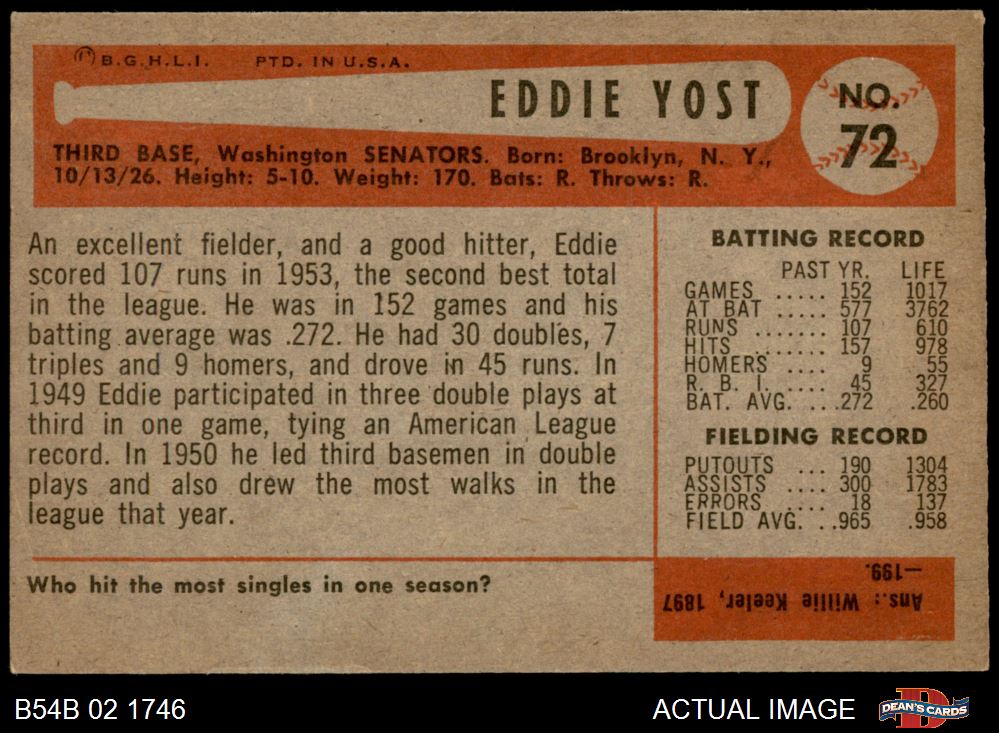 B.G.H.L.I. PTD. IN U.S.A.
EDDIE YOST
NO.
72
THIRD BASE, Washington SENATORS. Born: Brooklyn, N. Y.,
10/13/26. Height: 5-10. Weight: 170. Bats: R. Throws: R.
An excellent fielder, and a good hitter, Eddie
scored 107 runs in 1953, the second best total
in the league. He was in 152 games and his
batting average was .272. He had 30 doubles, 7
triples and 9 homers, and drove in 45 runs. In
1949 Eddie participated in three double plays at
third in one game, tying an American League
record. In 1950 he led third basemen in double
plays and also drew the most walks in the
league that year.
BATTING RECORD
PAST YR. LIFE
GAMES ..... 152 1017
AT BAT ..... 577 3762
RUNS ....... 107 610
HITS ....... 157 978
HOMERS .... 9 55
R. B. I. .... 45 327
BAT. AVG. ...272 .260
FIELDING RECORD
PUTOUTS ... 190 1304
ASSISTS .... 300 1783
ERRORS .... 18 137
FIELD AVG. ..965 .958
Who hit the most singles in one season?
Ans.: Willie Keeler, 1897
—199.
B54B 02 1746
ACTUAL IMAGE
DEAN'S CARDS